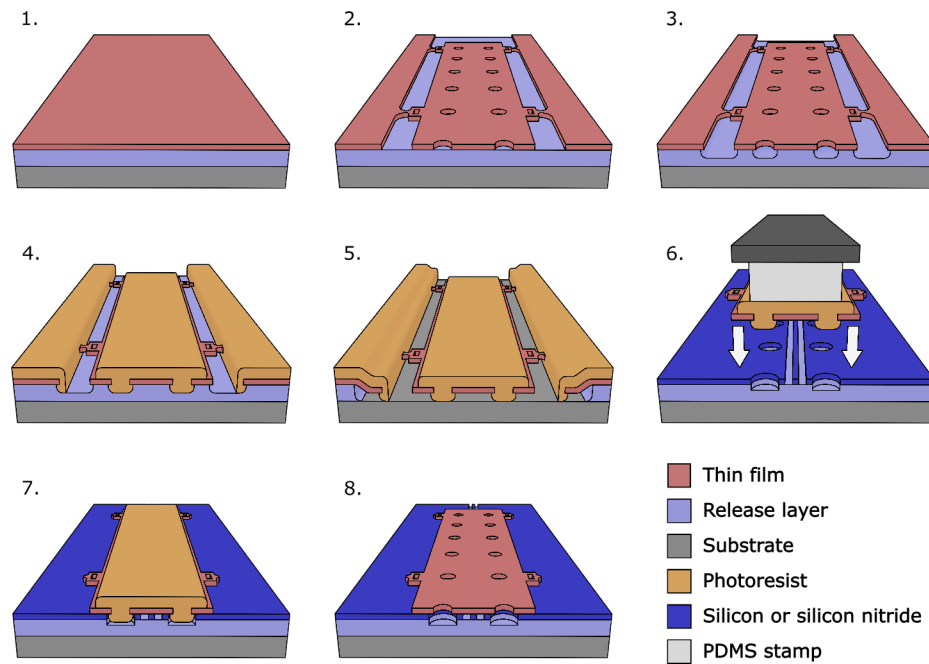 1.
2.
3.
4.
5.
6.
7.
8.
Thin film
Release layer
Substrate
Photoresist
Silicon or silicon nitride
PDMS stamp